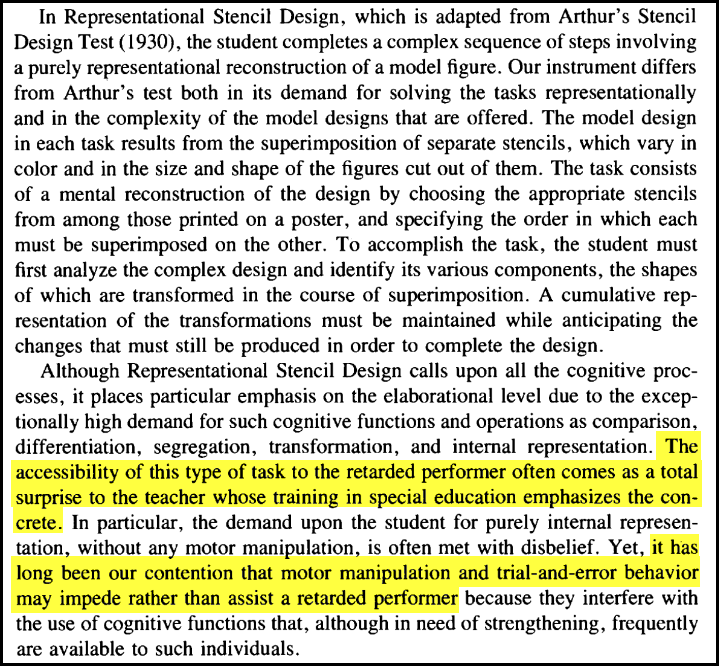 In Representational Stencil Design, which is adapted from Arthur's Stencil
Design Test (1930), the student completes a complex sequence of steps involving
a purely representational reconstruction of a model figure. Our instrument differs
from Arthur's test both in its demand for solving the tasks representationally
and in the complexity of the model designs that are offered. The model design
in each task results from the superimposition of separate stencils, which vary in
color and in the size and shape of the figures cut out of them. The task consists
of a mental reconstruction of the design by choosing the appropriate stencils
from among those printed on a poster, and specifying the order in which each
must be superimposed on the other. To accomplish the task, the student must
first analyze the complex design and identify its various components, the shapes
of which are transformed in the course of superimposition. A cumulative rep-
resentation of the transformations must be maintained while anticipating the
changes that must still be produced in order to complete the design.
Although Representational Stencil Design calls upon all the cognitive proc-
esses, it places particular emphasis on the elaborational level due to the excep-
tionally high demand for such cognitive functions and operations as comparison,
differentiation, segregation, transformation, and internal representation. The
accessibility of this type of task to the retarded performer often comes as a total
surprise to the teacher whose training in special education emphasizes the con-
crete. In particular, the demand upon the student for purely internal represen-
tation, without any motor manipulation, is often met with disbelief. Yet, it has
long been our contention that motor manipulation and trial-and-error behavior
may impede rather than assist a retarded performer because they interfere with
the use of cognitive functions that, although in need of strengthening, frequently
are available to such individuals.